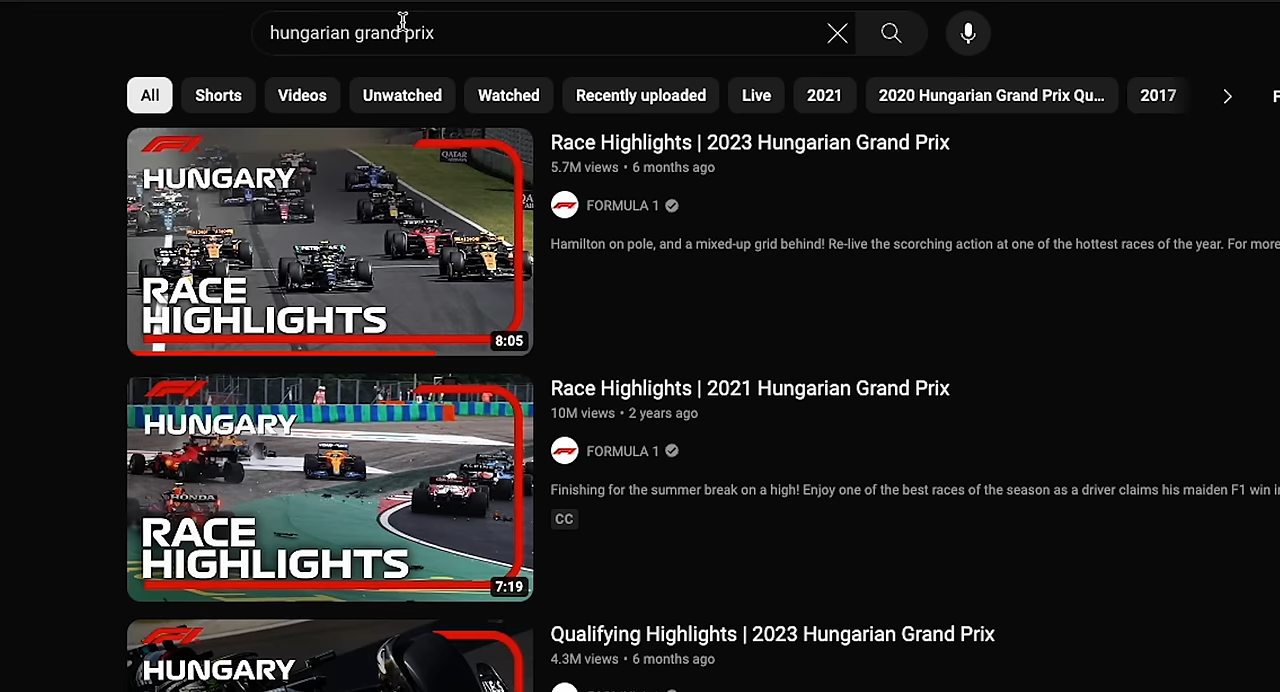 hungarian grand prix
All Shorts Videos Unwatched Watched Recently uploaded Live 2021 2020 Hungarian Grand Prix Qu... 2017
HUNGARY
QATAR
RACE
HIGHLIGHTS
8:05
Race Highlights | 2023 Hungarian Grand Prix
5.7M views • 6 months ago
FORMULA 1
Hamilton on pole, and a mixed-up grid behind! Re-live the scorching action at one of the hottest races of the year. For more
HUNGARY
HONDA
RACE
HIGHLIGHTS
7:19
Race Highlights | 2021 Hungarian Grand Prix
10M views • 2 years ago
FORMULA 1
Finishing for the summer break on a high! Enjoy one of the best races of the season as a driver claims his maiden F1 win i
CC
HUNGARY
Qualifying Highlights | 2023 Hungarian Grand Prix
4.3M views • 6 months ago